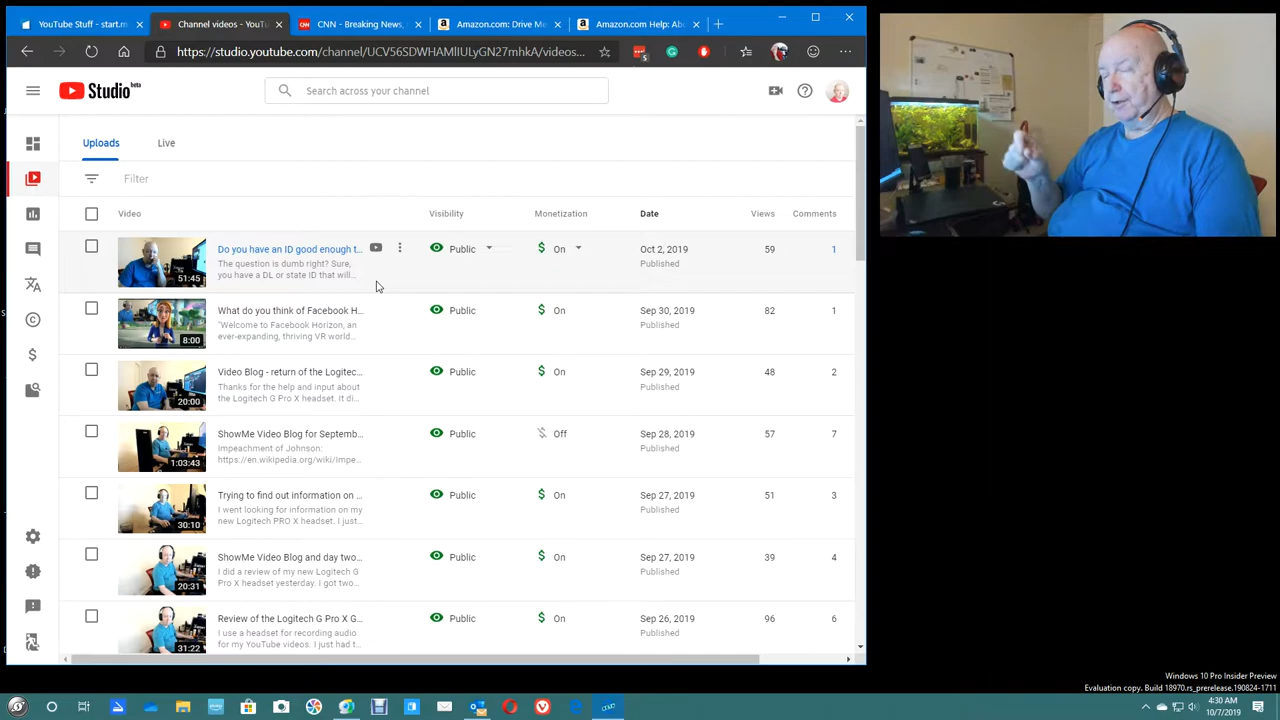 YouTube Stuff - start.m
Channel videos - YouTu
CNN - Breaking News,
Amazon.com: Drive Me
Amazon.com Help: Ab
https://studio.youtube.com/channel/UCV56SDWHAMlIULyGN27mhkA/videos...
Studio beta
Search across your channel
Uploads
Live
Filter
Video Visibility Monetization Date Views Comments
Do you have an ID good enough t... Public On Oct 2, 2019 59 1
The question is dumb right? Sure, Published
you have a DL or state ID that will...
51:45
What do you think of Facebook H... Public On Sep 30, 2019 82 1
"Welcome to Facebook Horizon, an Published
ever-expanding, thriving VR world...
8:00
Video Blog - return of the Logitec... Public On Sep 29, 2019 48 2
Thanks for the help and input about Published
the Logitech G Pro X headset. It di...
20:00
ShowMe Video Blog for Septemb... Public Off Sep 28, 2019 57 7
Impeachment of Johnson: Published
https://en.wikipedia.org/wiki/Impe...
1:03:43
Trying to find out information on ... Public On Sep 27, 2019 51 3
I went looking for information on my Published
new Logitech PRO X headset. I just...
30:10
ShowMe Video Blog and day two... Public On Sep 27, 2019 39 4
I did a review of my new Logitech G Published
Pro X headset yesterday. I got two...
20:31
Review of the Logitech G Pro X G... Public On Sep 26, 2019 96 6
I use a headset for recording audio Published
for my YouTube videos. I just had t...
31:22
Windows 10 Pro Insider Preview
Evaluation copy. Build 18970.rs_prerelease.190824-1711
4:30 AM
10/7/2019